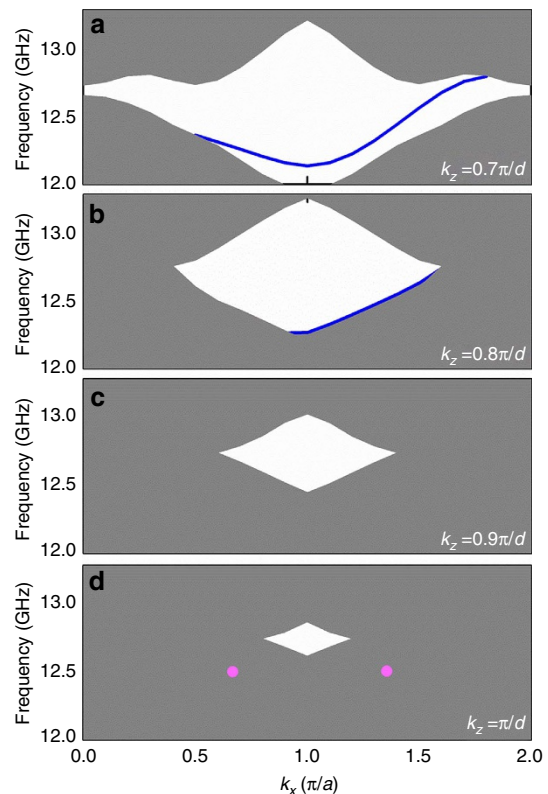 a
13.0
12.5
12.0
Frequency (GHz)
k_z =0.7π/d
b
13.0
12.5
12.0
Frequency (GHz)
k_z =0.8π/d
c
13.0
12.5
12.0
Frequency (GHz)
k_z =0.9π/d
d
13.0
12.5
12.0
Frequency (GHz)
k_z =π/d
0.0 0.5 1.0 1.5 2.0
k_x (π/a)